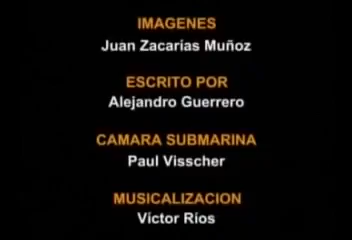 IMAGENES
Juan Zacarias Muñoz
ESCRITO POR
Alejandro Guerrero
CAMARA SUBMARINA
Paul Visscher
MUSICALIZACION
Víctor Ríos